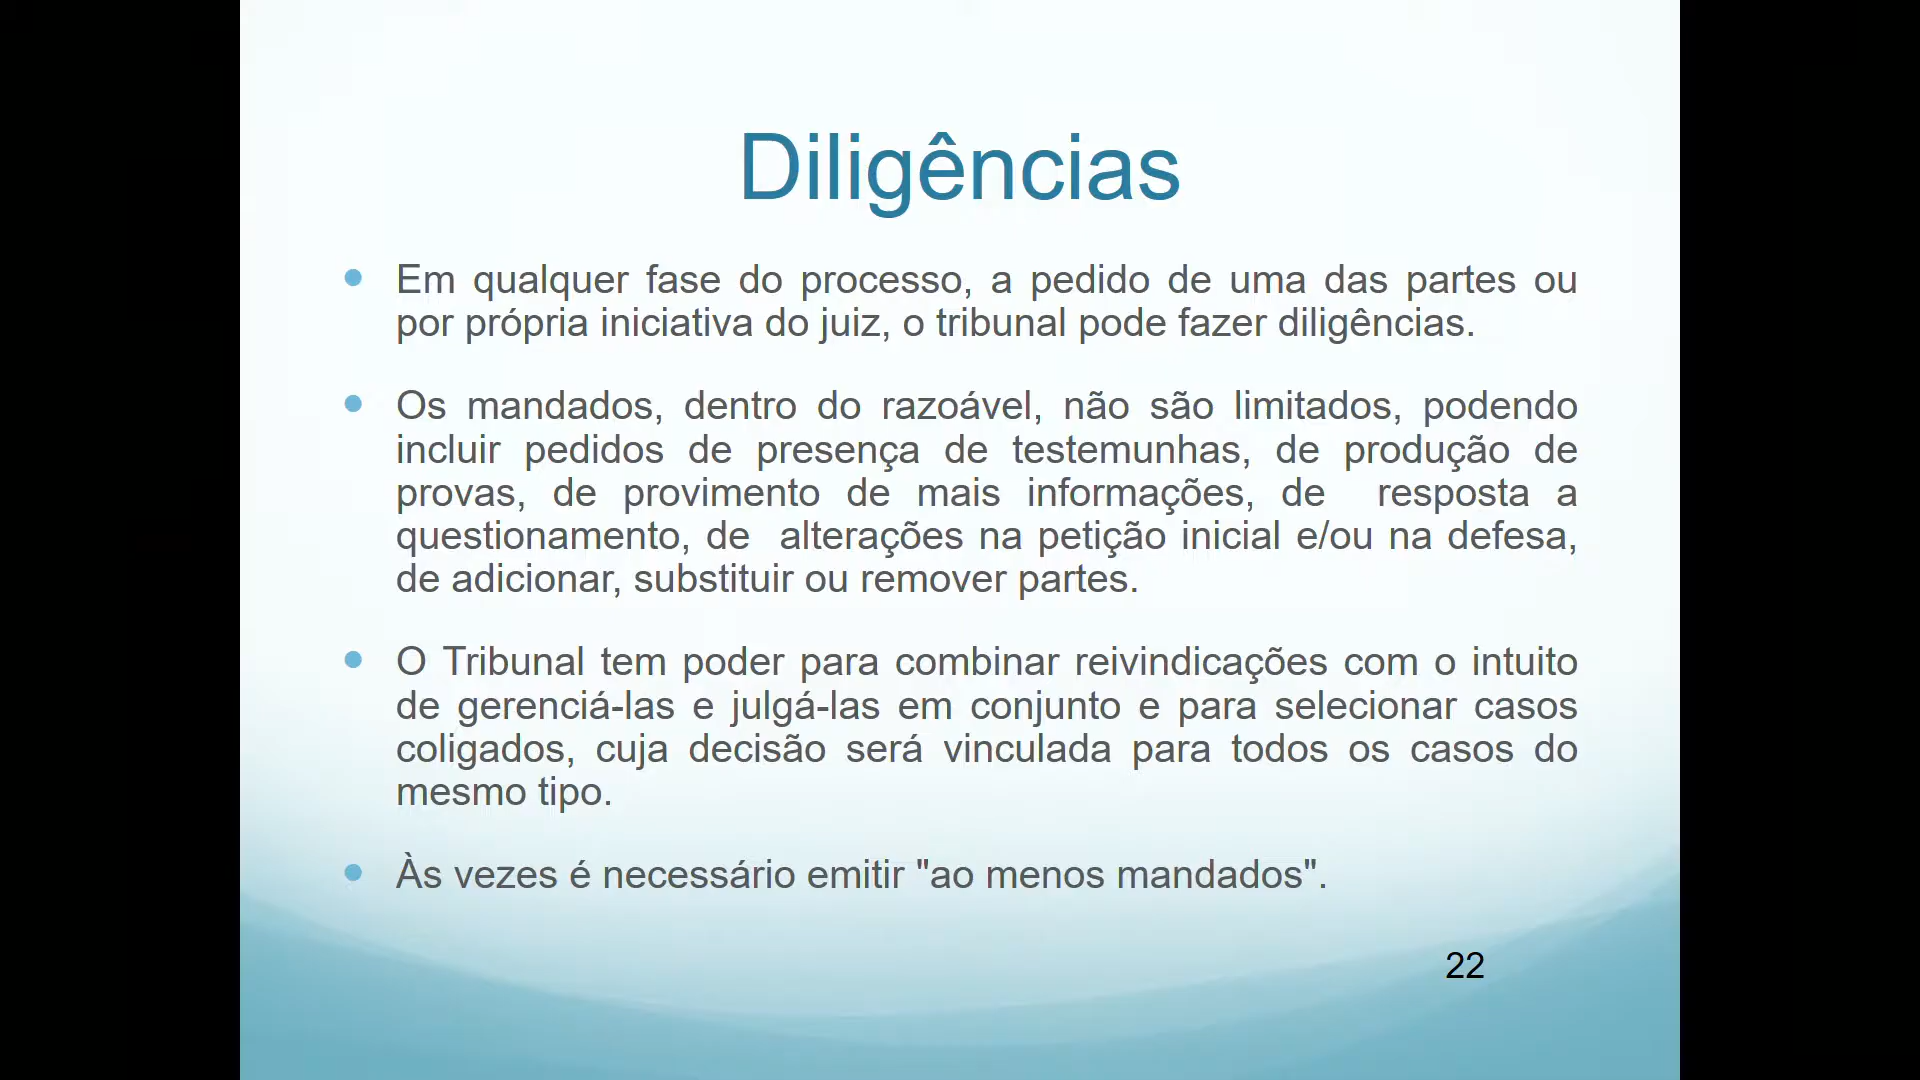 Diligências
Em qualquer fase do processo, a pedido de uma das partes ou
por própria iniciativa do juiz, o tribunal pode fazer diligências.
Os mandados, dentro do razoável, não são limitados, podendo
incluir pedidos de presença de testemunhas, de produção de
provas, de provimento de mais informações, de resposta a
questionamento, de alterações na petição inicial e/ou na defesa,
de adicionar, substituir ou remover partes.
O Tribunal tem poder para combinar reivindicações com o intuito
de gerenciá-las e julgá-las em conjunto e para selecionar casos
coligados, cuja decisão será vinculada para todos os casos do
mesmo tipo.
Às vezes é necessário emitir "ao menos mandados".
22